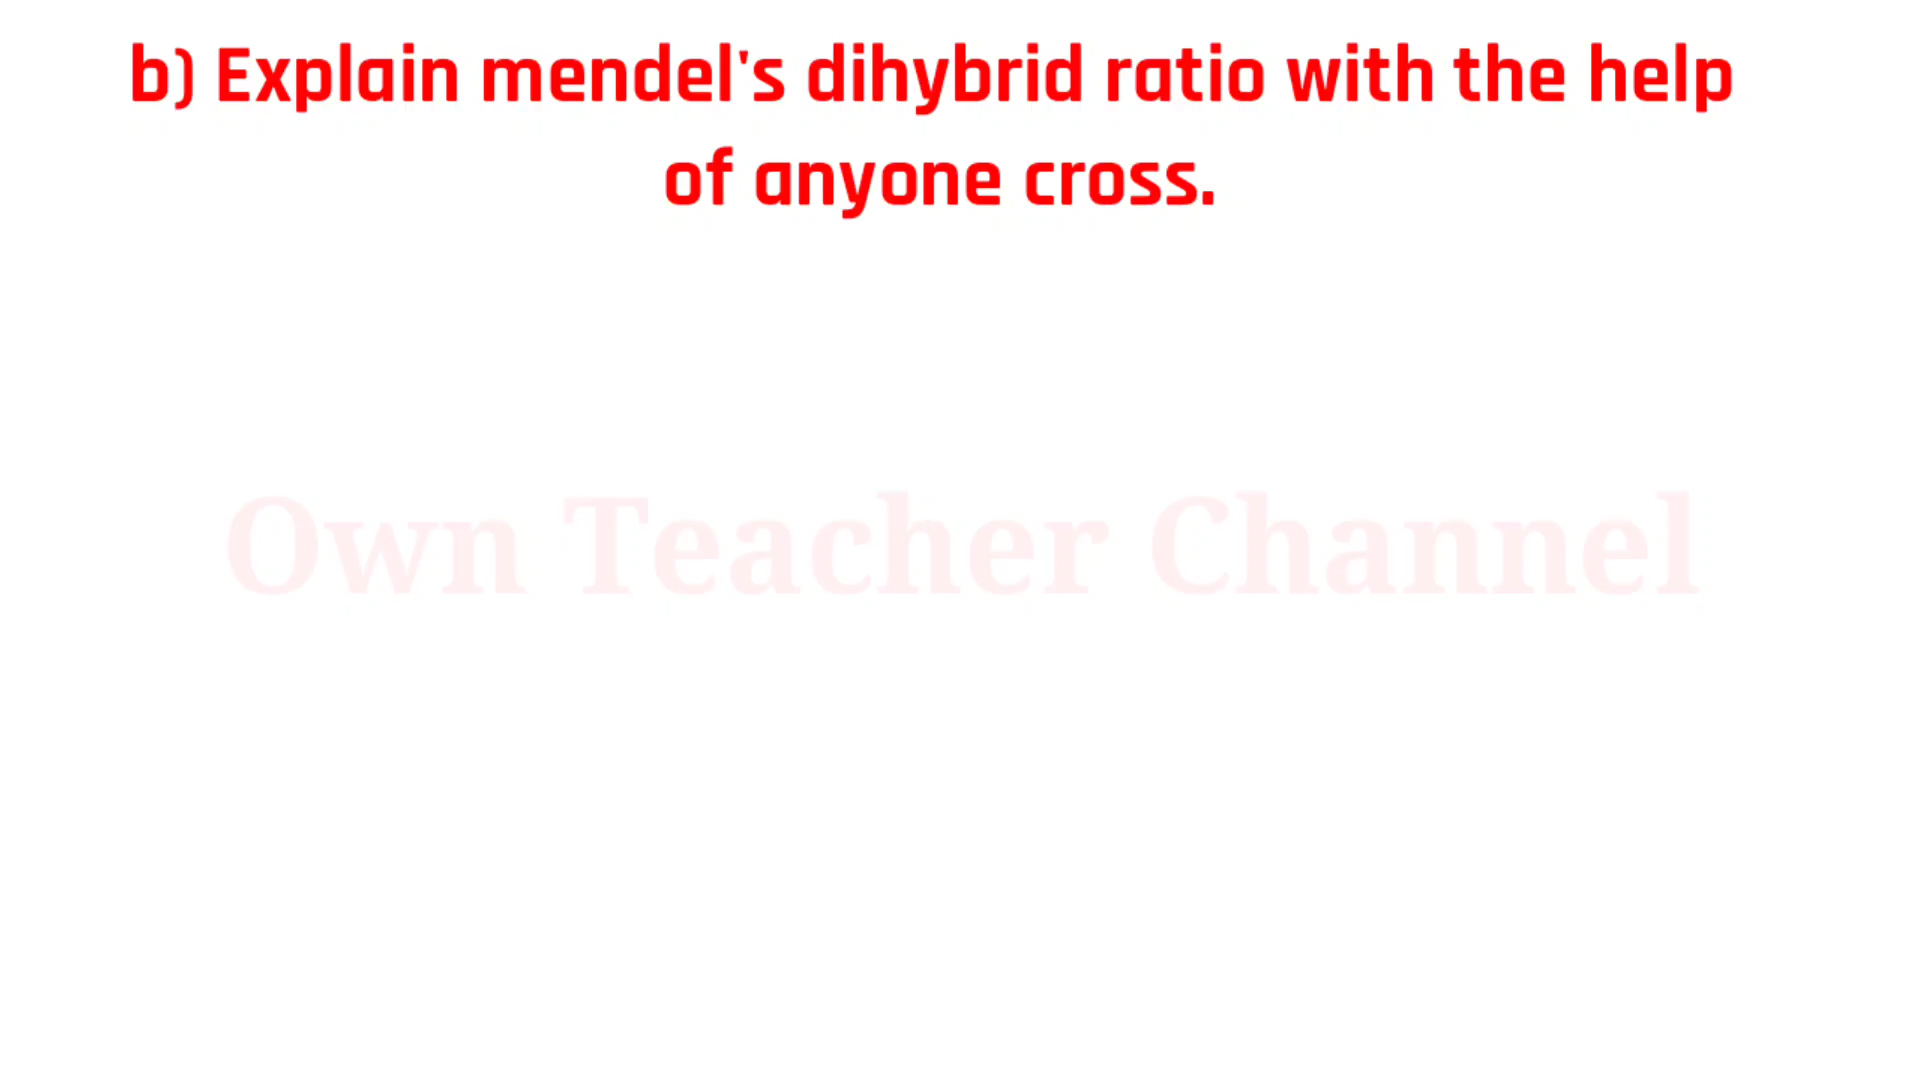 b) Explain mendel's dihybrid ratio with the help
of anyone cross.
Own Teacher Channel